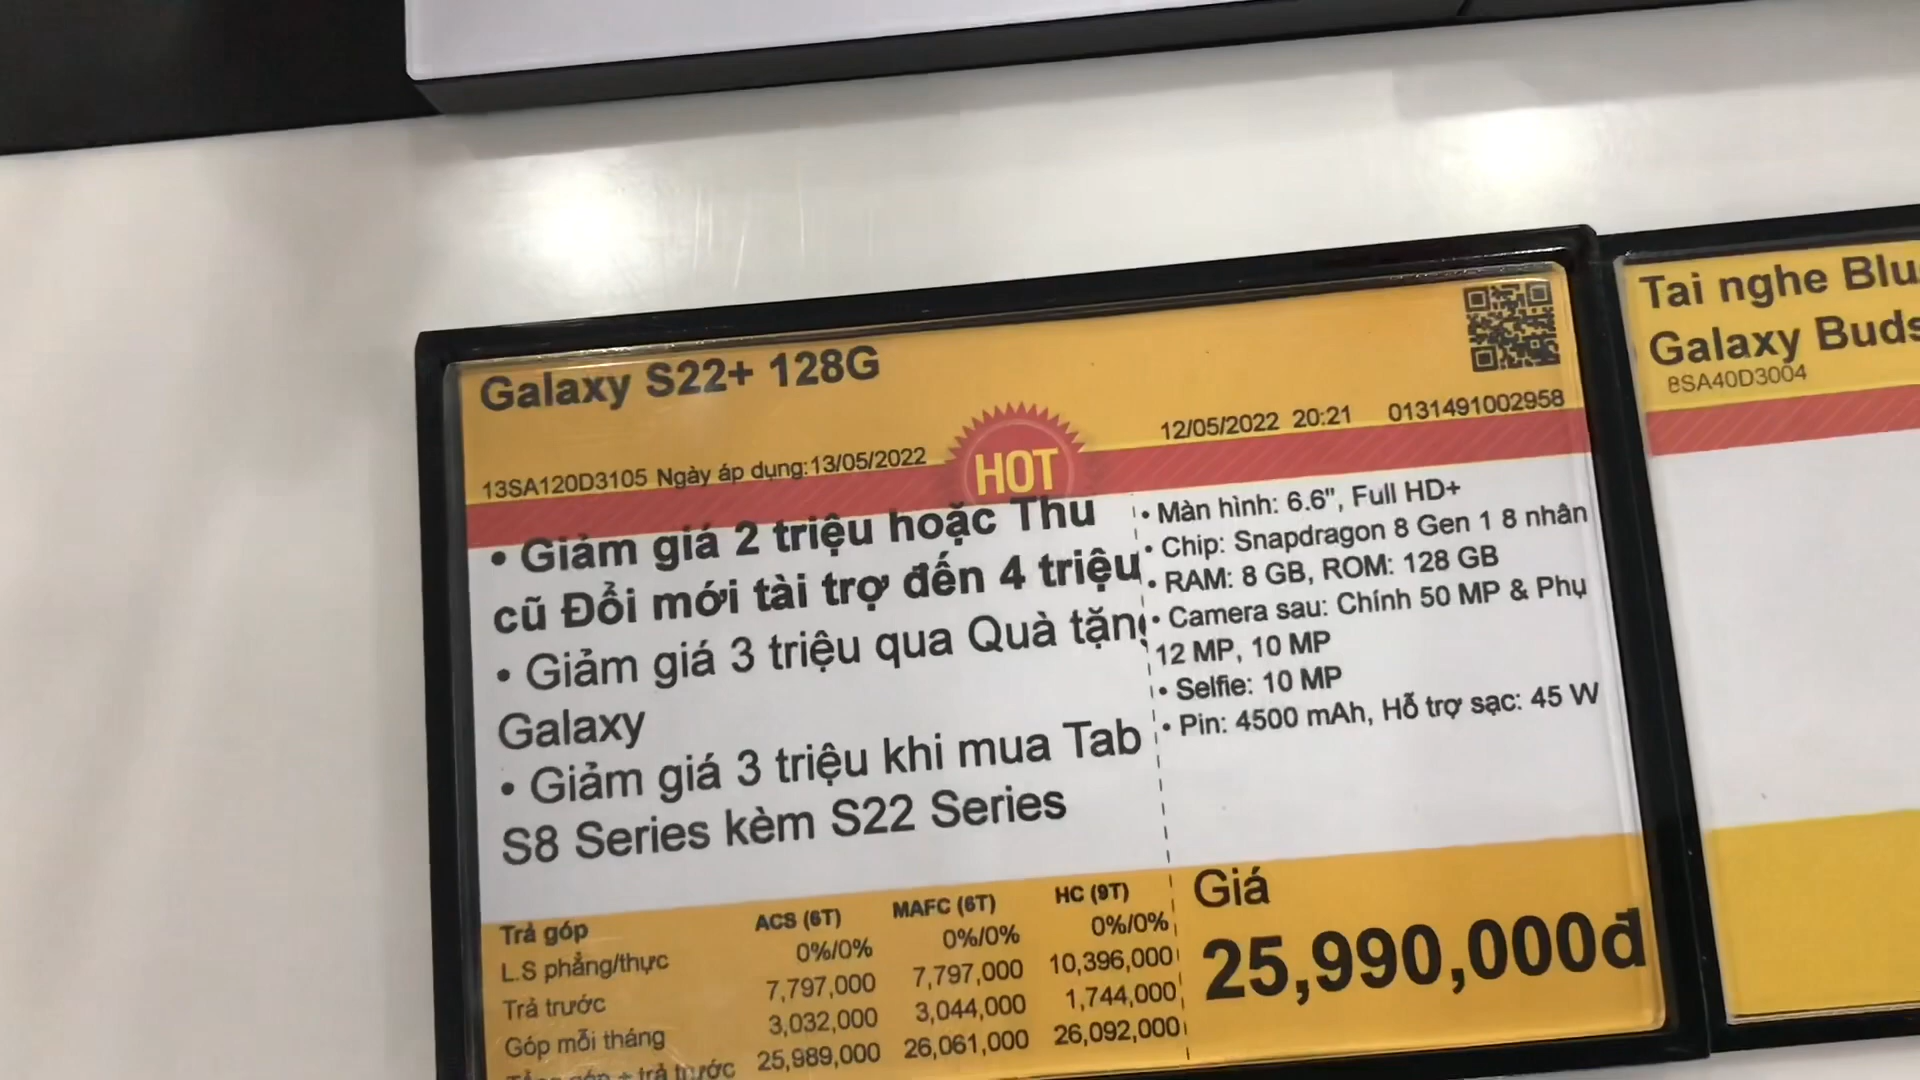 Galaxy S22+ 128G
12/05/2022 20:21 0131491002958
13SA120D3105 Ngày áp dụng:13/05/2022
HOT
• Giảm giá 2 triệu hoặc Thu
cũ Đổi mới tài trợ đến 4 triệu
• Giảm giá 3 triệu qua Quà tặn
Galaxy
• Giảm giá 3 triệu khi mua Tab
S8 Series kèm S22 Series
• Màn hình: 6.6", Full HD+
• Chip: Snapdragon 8 Gen 1 8 nhân
• RAM: 8 GB, ROM: 128 GB
• Camera sau: Chính 50 MP & Phụ
12 MP, 10 MP
• Selfie: 10 MP
• Pin: 4500 mAh, Hỗ trợ sạc: 45 W
Trả góp ACS (6T) MAFC (6T) HC (9T)
L.S phẳng/thực 0%/0% 0%/0% 0%/0%
Trả trước 7,797,000 7,797,000 10,396,000
Góp mỗi tháng 3,032,000 3,044,000 1,744,000
Tổng góp + trả trước 25,989,000 26,061,000 26,092,000
Giá
25,990,000đ
Tai nghe Blu
Galaxy Buds
8SA40D3004